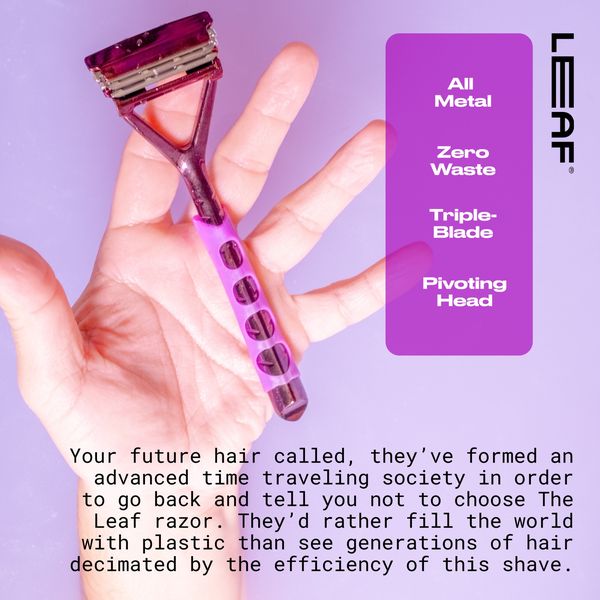 LEAF®
All
Metal
Zero
Waste
Triple-
Blade
Pivoting
Head
Your future hair called, they’ve formed an
advanced time traveling society in order
to go back and tell you not to choose The
Leaf razor. They’d rather fill the world
with plastic than see generations of hair
decimated by the efficiency of this shave.